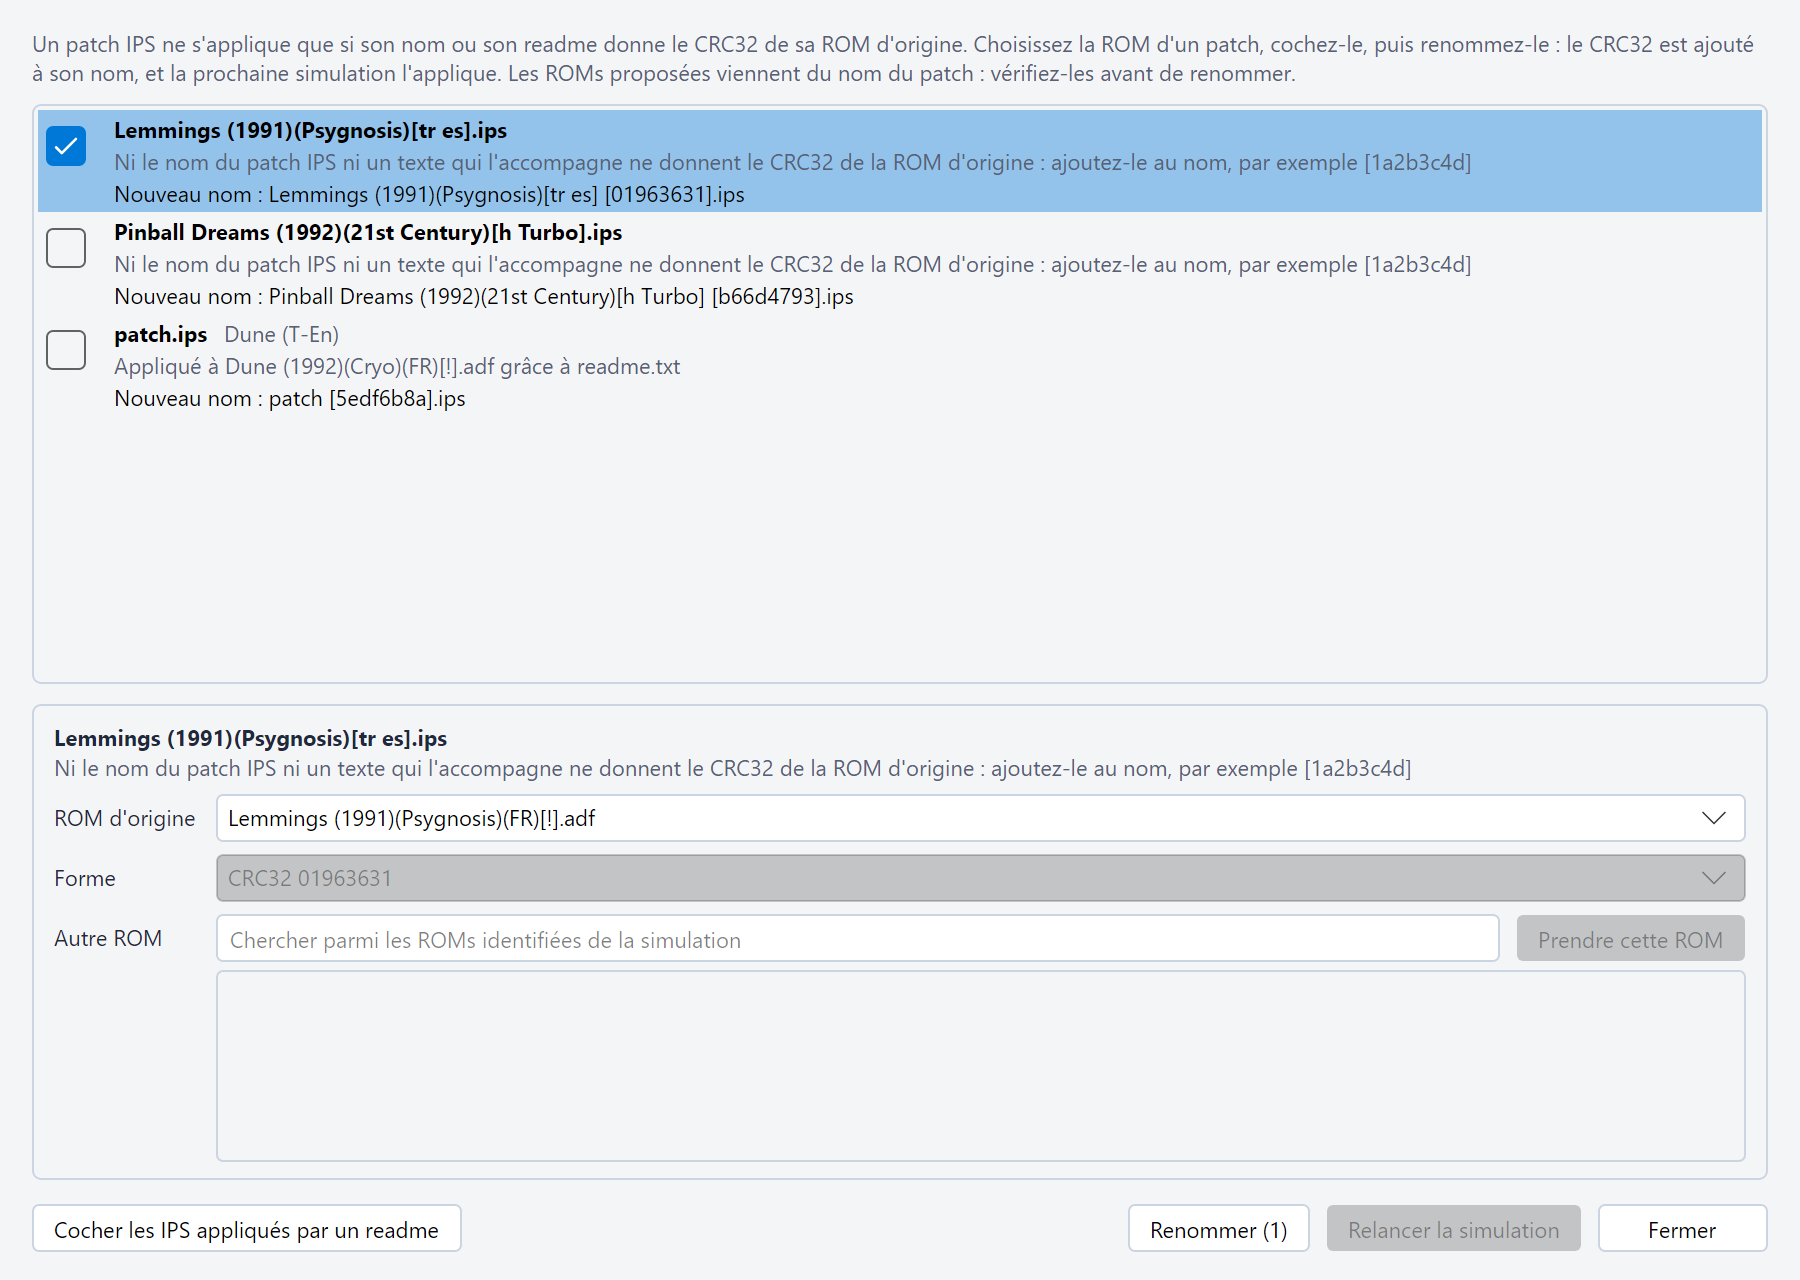 Un patch IPS ne s'applique que si son nom ou son readme donne le CRC32 de sa ROM d'origine. Choisissez la ROM d'un patch, cochez-le, puis renommez-le : le CRC32 est ajouté
à son nom, et la prochaine simulation l'applique. Les ROMs proposées viennent du nom du patch : vérifiez-les avant de renommer.
Lemmings (1991)(Psygnosis)[tr es].ips
Ni le nom du patch IPS ni un texte qui l'accompagne ne donnent le CRC32 de la ROM d'origine : ajoutez-le au nom, par exemple [1a2b3c4d]
Nouveau nom : Lemmings (1991)(Psygnosis)[tr es] [01963631].ips
Pinball Dreams (1992)(21st Century)[h Turbo].ips
Ni le nom du patch IPS ni un texte qui l'accompagne ne donnent le CRC32 de la ROM d'origine : ajoutez-le au nom, par exemple [1a2b3c4d]
Nouveau nom : Pinball Dreams (1992)(21st Century)[h Turbo] [b66d4793].ips
patch.ips Dune (T-En)
Appliqué à Dune (1992)(Cryo)(FR)[!].adf grâce à readme.txt
Nouveau nom : patch [5edf6b8a].ips
Lemmings (1991)(Psygnosis)[tr es].ips
Ni le nom du patch IPS ni un texte qui l'accompagne ne donnent le CRC32 de la ROM d'origine : ajoutez-le au nom, par exemple [1a2b3c4d]
ROM d'origine Lemmings (1991)(Psygnosis)(FR)[!].adf
Forme CRC32 01963631
Autre ROM Chercher parmi les ROMs identifiées de la simulation Prendre cette ROM
Cocher les IPS appliqués par un readme Renommer (1) Relancer la simulation Fermer